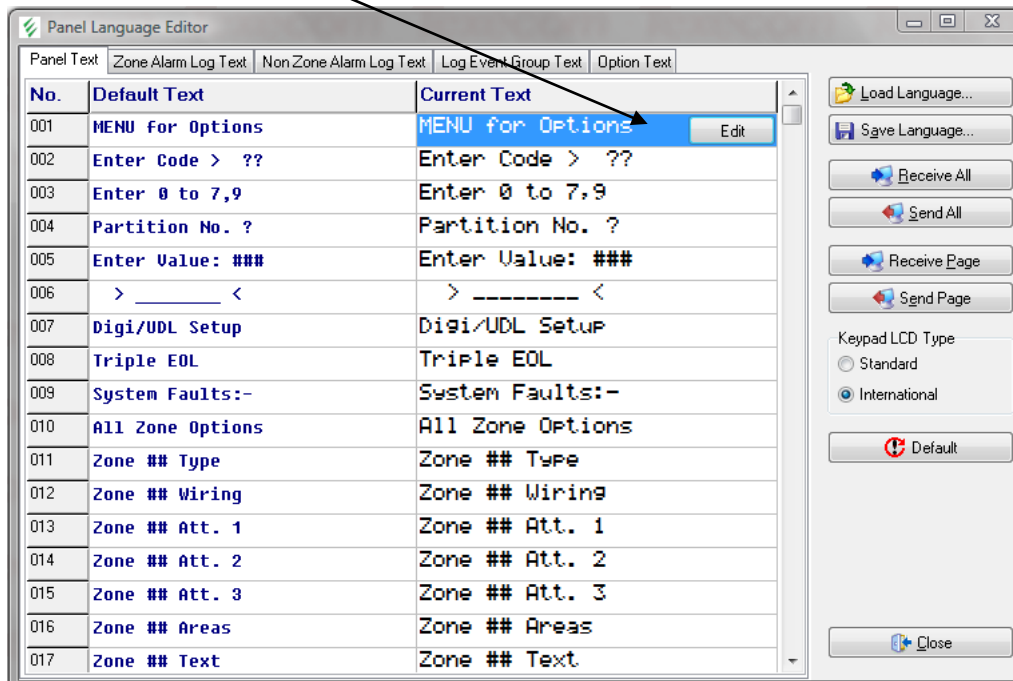 Panel Language Editor
Panel Text Zone Alarm Log Text Non Zone Alarm Log Text Log Event Group Text Option Text
No. Default Text Current Text
001 MENU for Options MENU for Options Edit
002 Enter Code > ?? Enter Code > ??
003 Enter 0 to 7,9 Enter 0 to 7,9
004 Partition No. ? Partition No. ?
005 Enter Value: ### Enter Value: ###
006 > ________ < > ________ <
007 Digi/UDL Setup Digi/UDL Setup
008 Triple EOL Triple EOL
009 System Faults:- System Faults:-
010 All Zone Options All Zone Options
011 Zone ## Type Zone ## Type
012 Zone ## Wiring Zone ## Wiring
013 Zone ## Att. 1 Zone ## Att. 1
014 Zone ## Att. 2 Zone ## Att. 2
015 Zone ## Att. 3 Zone ## Att. 3
016 Zone ## Areas Zone ## Areas
017 Zone ## Text Zone ## Text
Load Language...
Save Language...
Receive All
Send All
Receive Page
Send Page
Keypad LCD Type
Standard
International
Default
Close